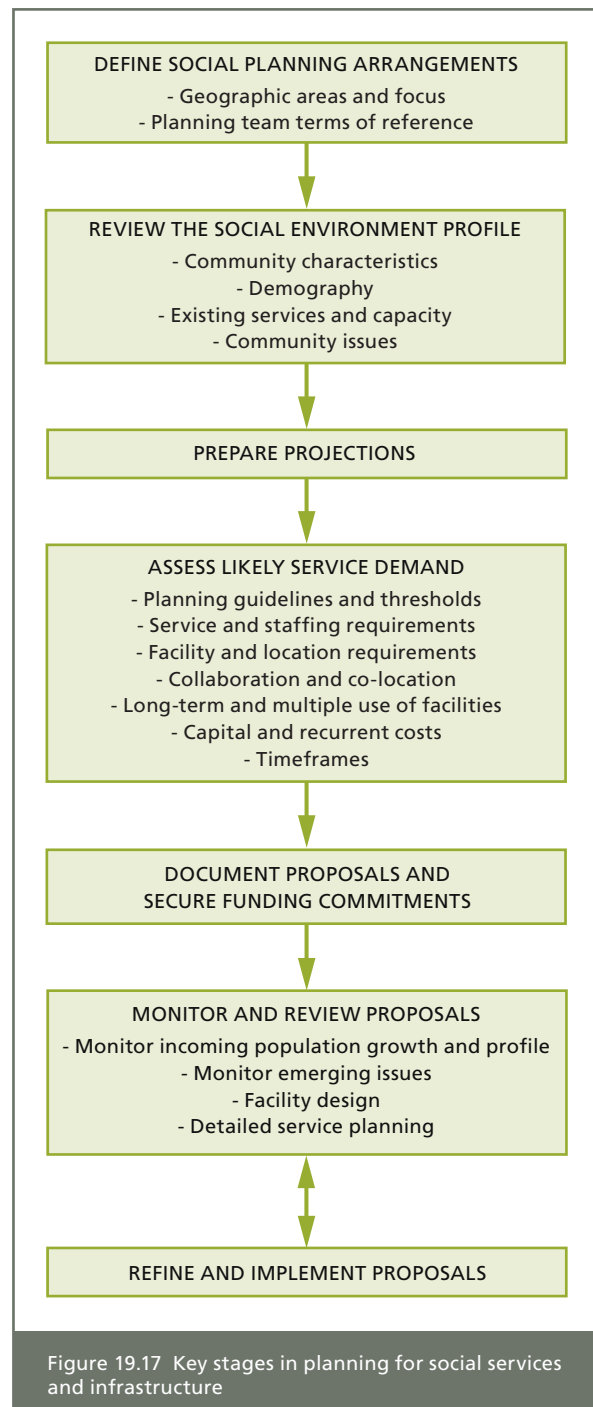 DEFINE SOCIAL PLANNING ARRANGEMENTS
- Geographic areas and focus
- Planning team terms of reference
REVIEW THE SOCIAL ENVIRONMENT PROFILE
- Community characteristics
- Demography
- Existing services and capacity
- Community issues
PREPARE PROJECTIONS
ASSESS LIKELY SERVICE DEMAND
- Planning guidelines and thresholds
- Service and staffing requirements
- Facility and location requirements
- Collaboration and co-location
- Long-term and multiple use of facilities
- Capital and recurrent costs
- Timeframes
DOCUMENT PROPOSALS AND
SECURE FUNDING COMMITMENTS
MONITOR AND REVIEW PROPOSALS
- Monitor incoming population growth and profile
- Monitor emerging issues
- Facility design
- Detailed service planning
REFINE AND IMPLEMENT PROPOSALS
Figure 19.17 Key stages in planning for social services
and infrastructure